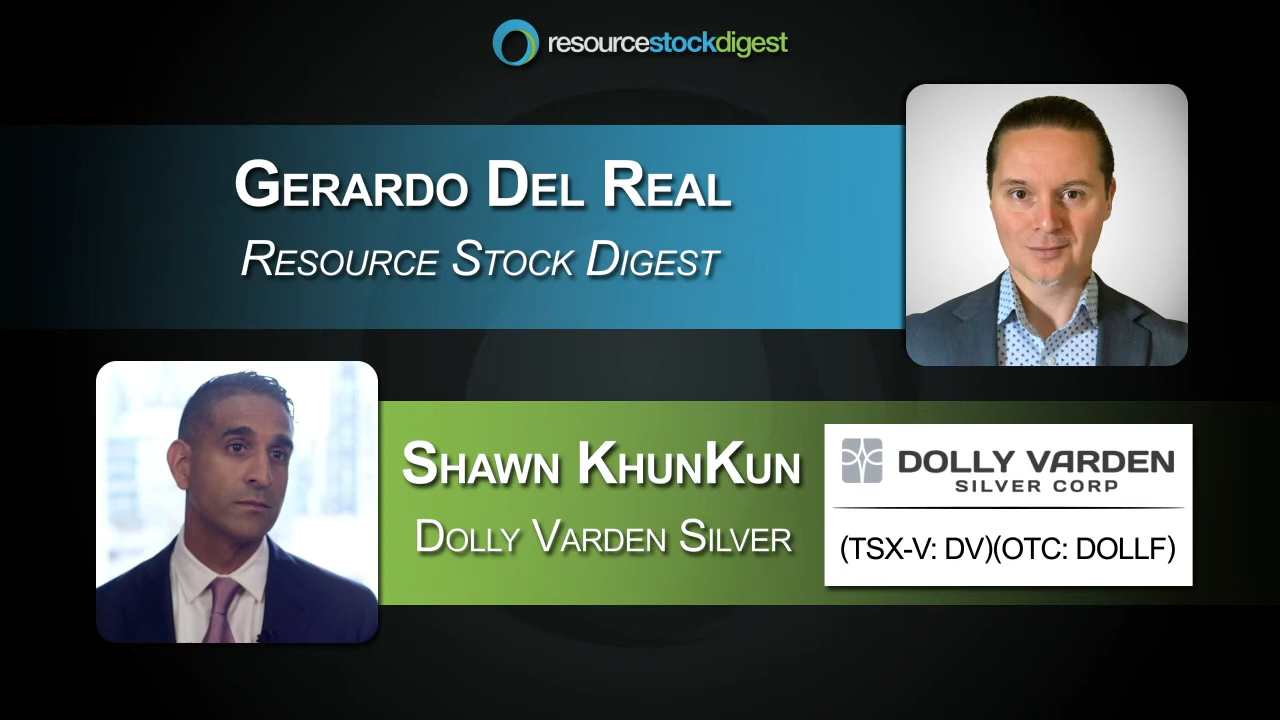 resourcestockdigest
Gerardo Del Real
Resource Stock Digest
Shawn KhunKun
Dolly Varden Silver
DOLLY VARDEN
SILVER CORP
(TSX-V: DV)(OTC: DOLLF)